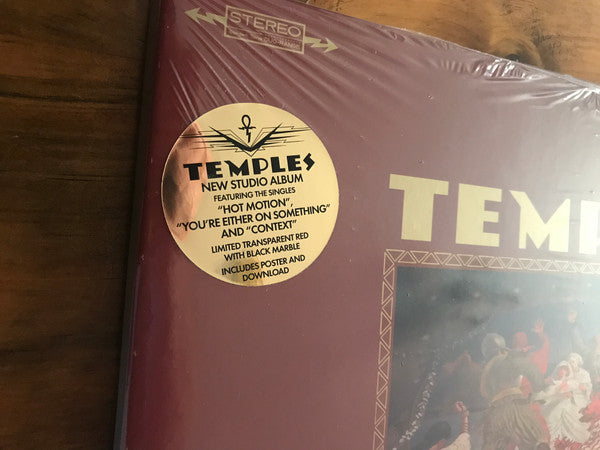 STEREO
TEMPLES
NEW STUDIO ALBUM
FEATURING THE SINGLES
"HOT MOTION",
"YOU'RE EITHER ON SOMETHING"
AND "CONTEXT"
LIMITED TRANSPARENT RED
WITH BLACK MARBLE
INCLUDES POSTER AND
DOWNLOAD
TEMP